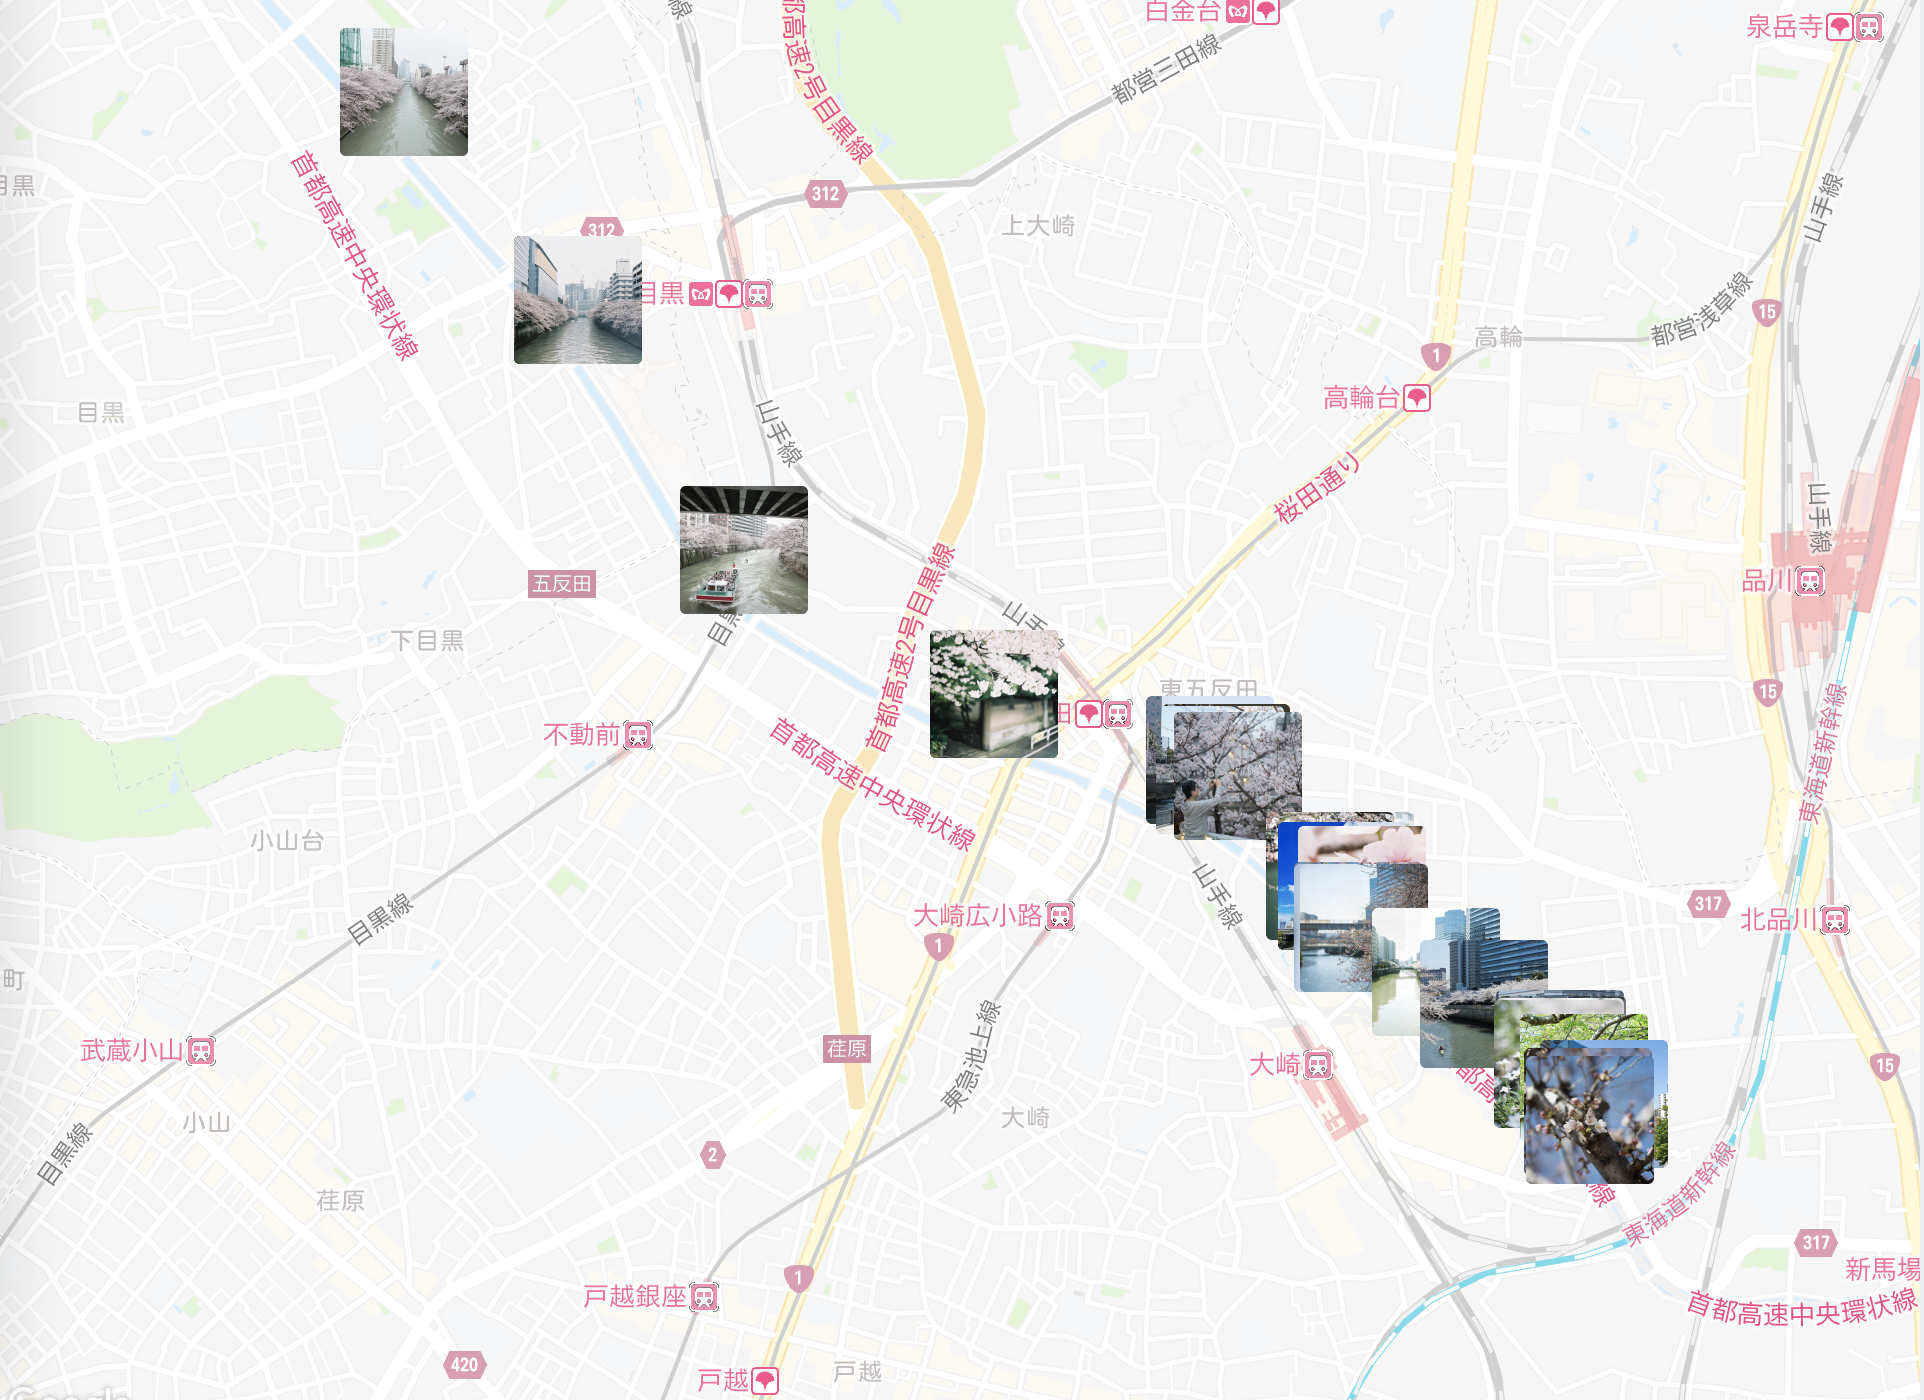 白金台
泉岳寺
首都高速2号目黒線
都営三田線
山手線
首都高速中央環状線
312
上大崎
312
目黒
都営浅草線
15
高輪
1
高輪台
目黒
山手線
桜田通り
山手線
五反田
品川
首都高速2号目黒線
下目黒
東五反田
15
東海道新幹線
不動前
首都高速中央環状線
小山台
山手線
317
北品川
大崎広小路
目黒線
1
町
武蔵小山
荏原
東急池上線
大崎
15
小山
大崎
目黒線
2
東海道新幹線
荏原
317
新馬場
1
戸越銀座
首都高速中央環状線
420
戸越
戸越
Google